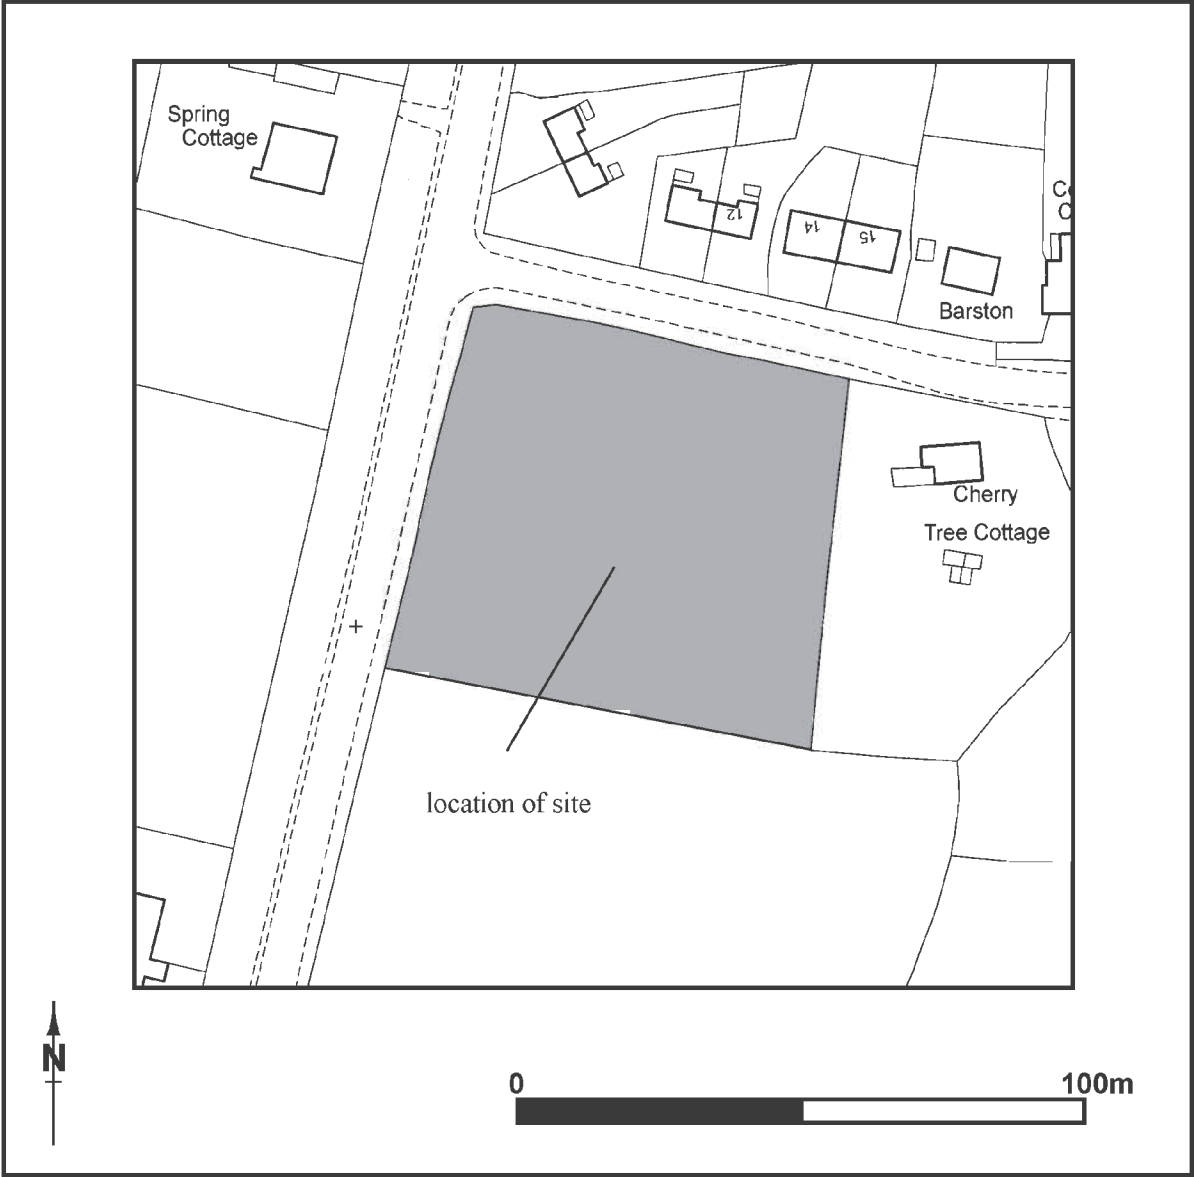 Spring
Cottage
12
14
15
Barston
Cherry
Tree Cottage
location of site
N
0
100m